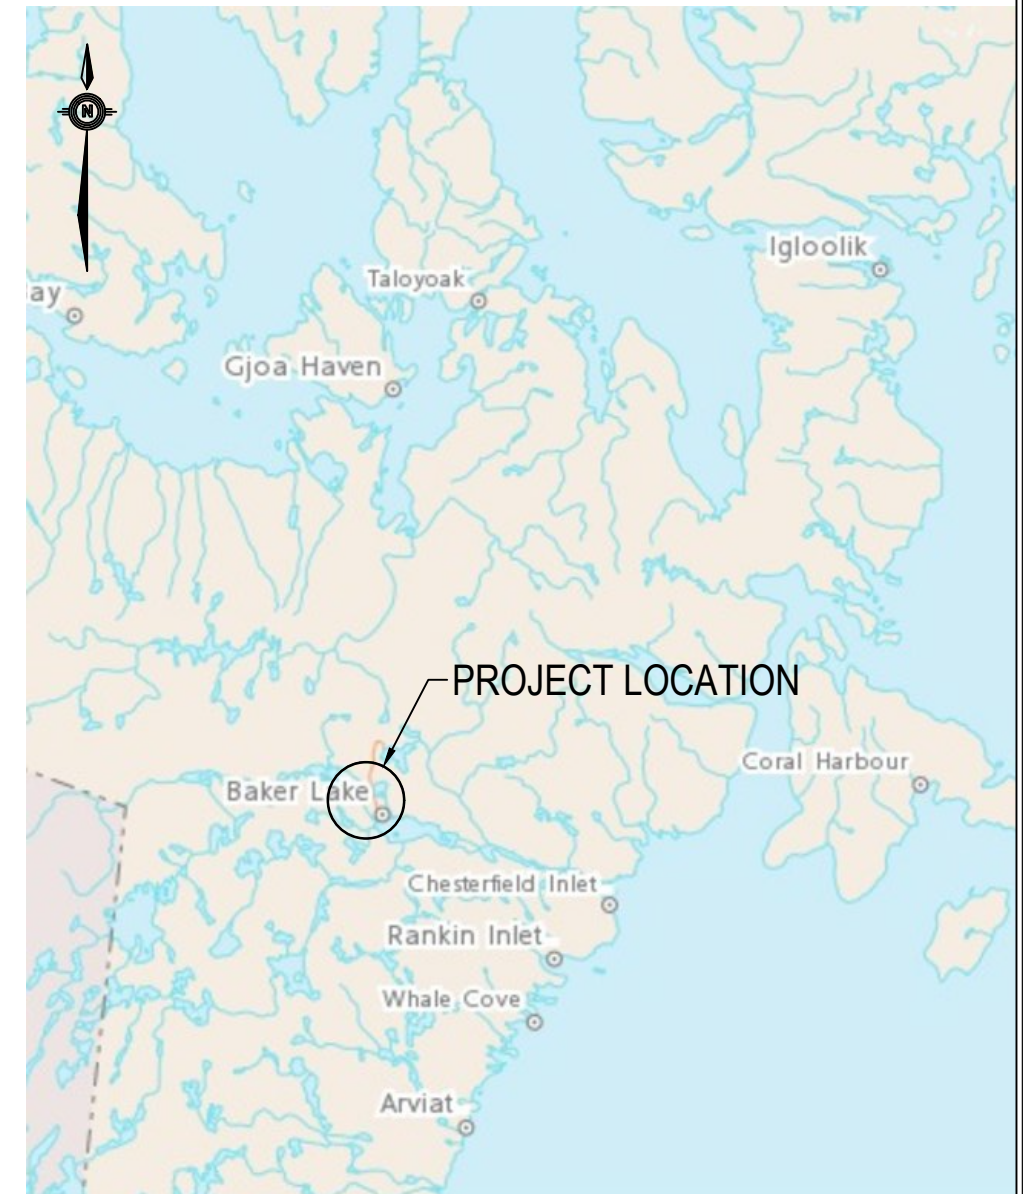 N
Igloolik
Taloyoak
ay
Gjoa Haven
PROJECT LOCATION
Coral Harbour
Baker Lake
Chesterfield Inlet
Rankin Inlet
Whale Cove
Arviat